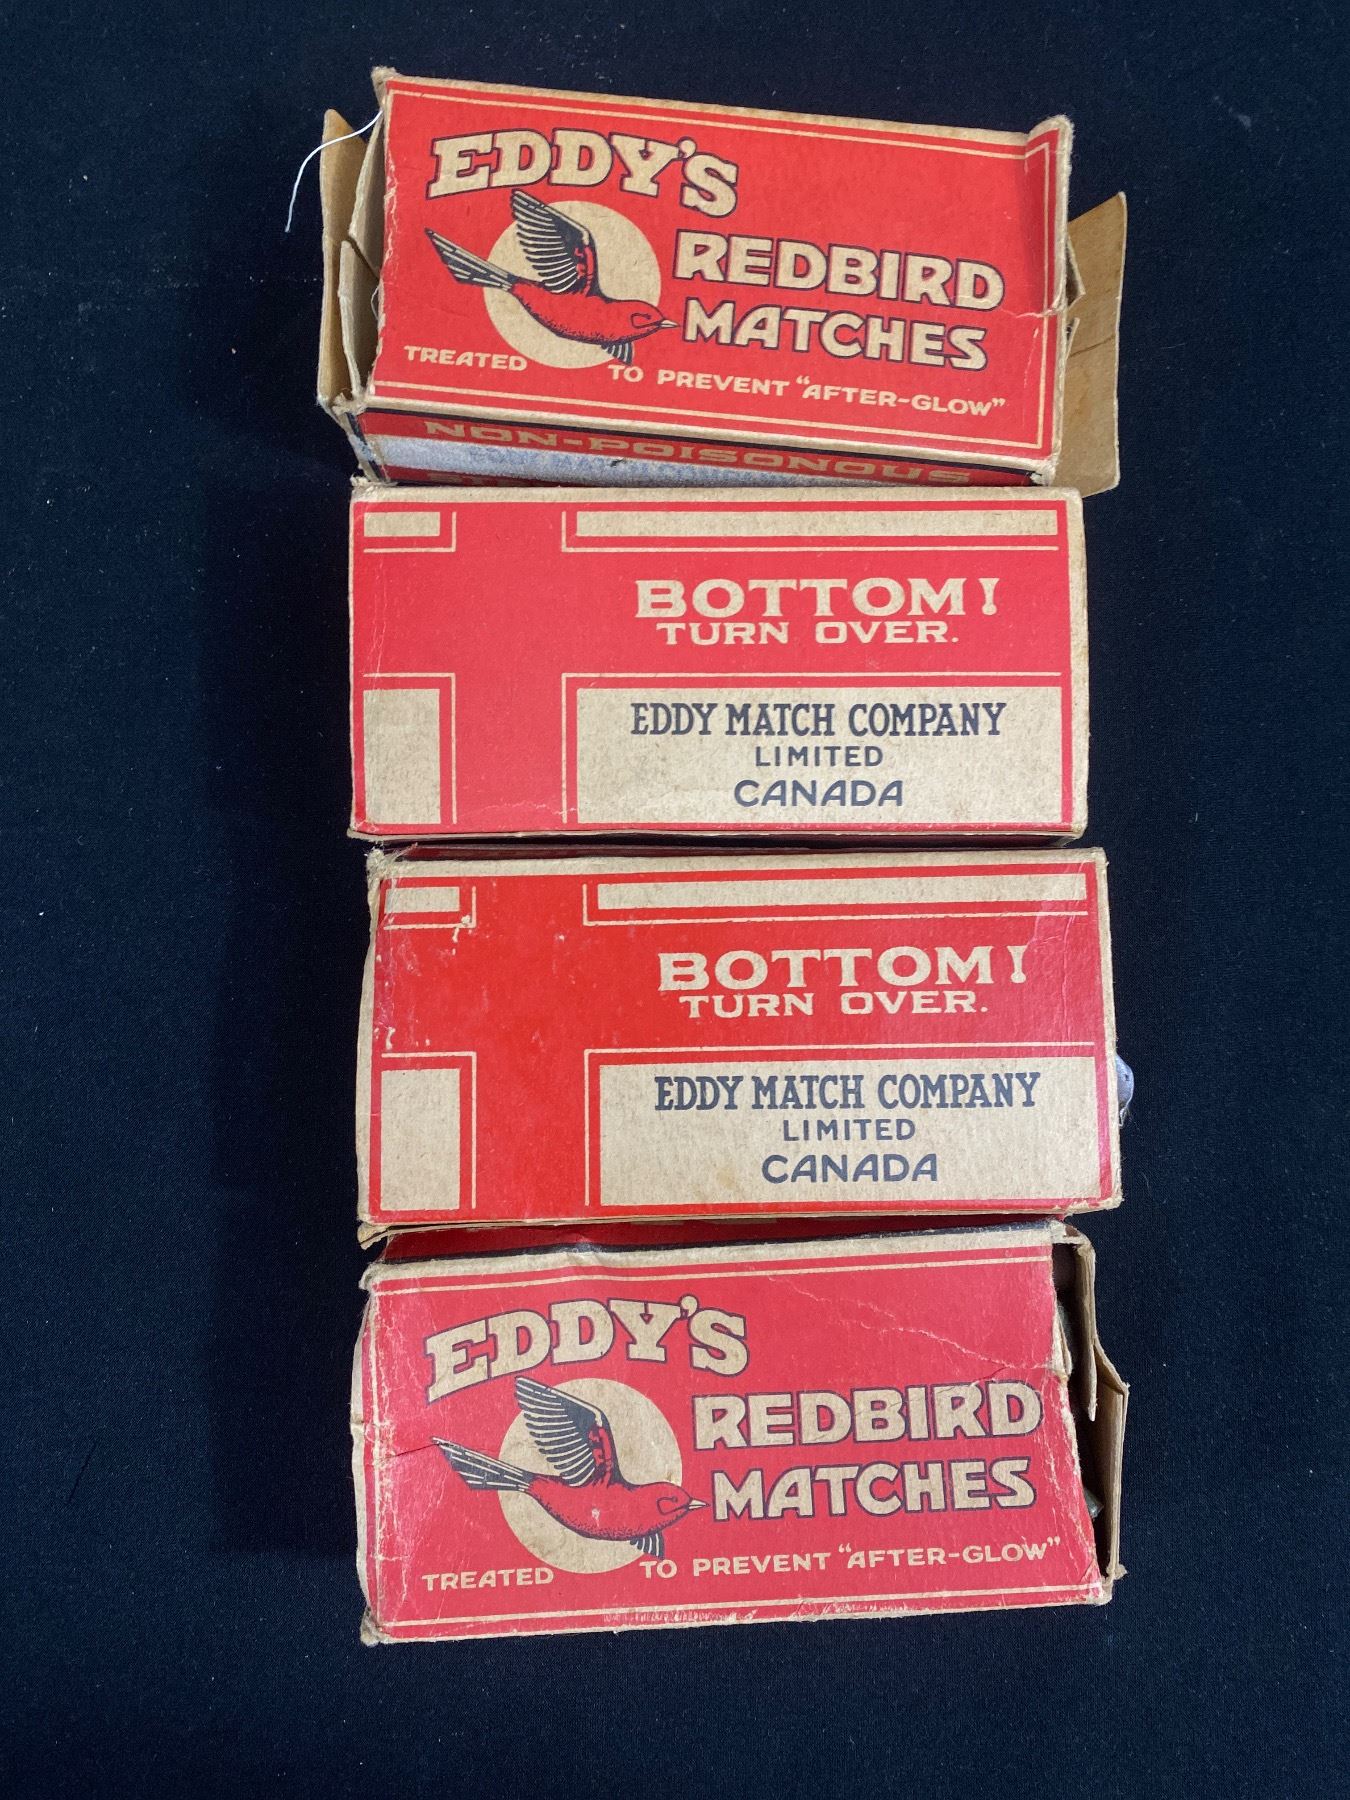 EDDY'S
REDBIRD
MATCHES
TREATED TO PREVENT "AFTER-GLOW"
NON-POISONOUS
BOTTOM!
TURN OVER.
EDDY MATCH COMPANY
LIMITED
CANADA
BOTTOM!
TURN OVER.
EDDY MATCH COMPANY
LIMITED
CANADA
EDDY'S
REDBIRD
MATCHES
TREATED TO PREVENT "AFTER-GLOW"